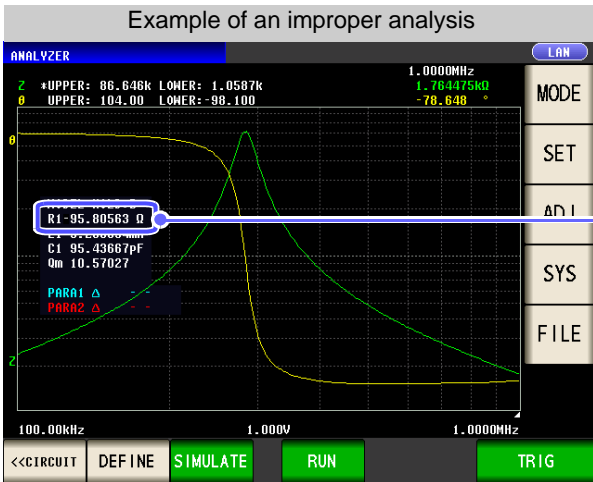 Example of an improper analysis
ANALYZER
LAN
1.0000MHz
Z *UPPER: 86.646k LOWER: 1.0587k 1.764475kΩ
θ UPPER: 104.00 LOWER:-98.100 -78.648 °
MODE
SET
ADJ
SYS
FILE
θ
R1-95.80563 Ω
C1 95.43667pF
Qm 10.57027
PARA1 △ - -
PARA2 △ - -
Z
100.00kHz 1.000V 1.0000MHz
<<CIRCUIT DEFINE SIMULATE RUN TRIG